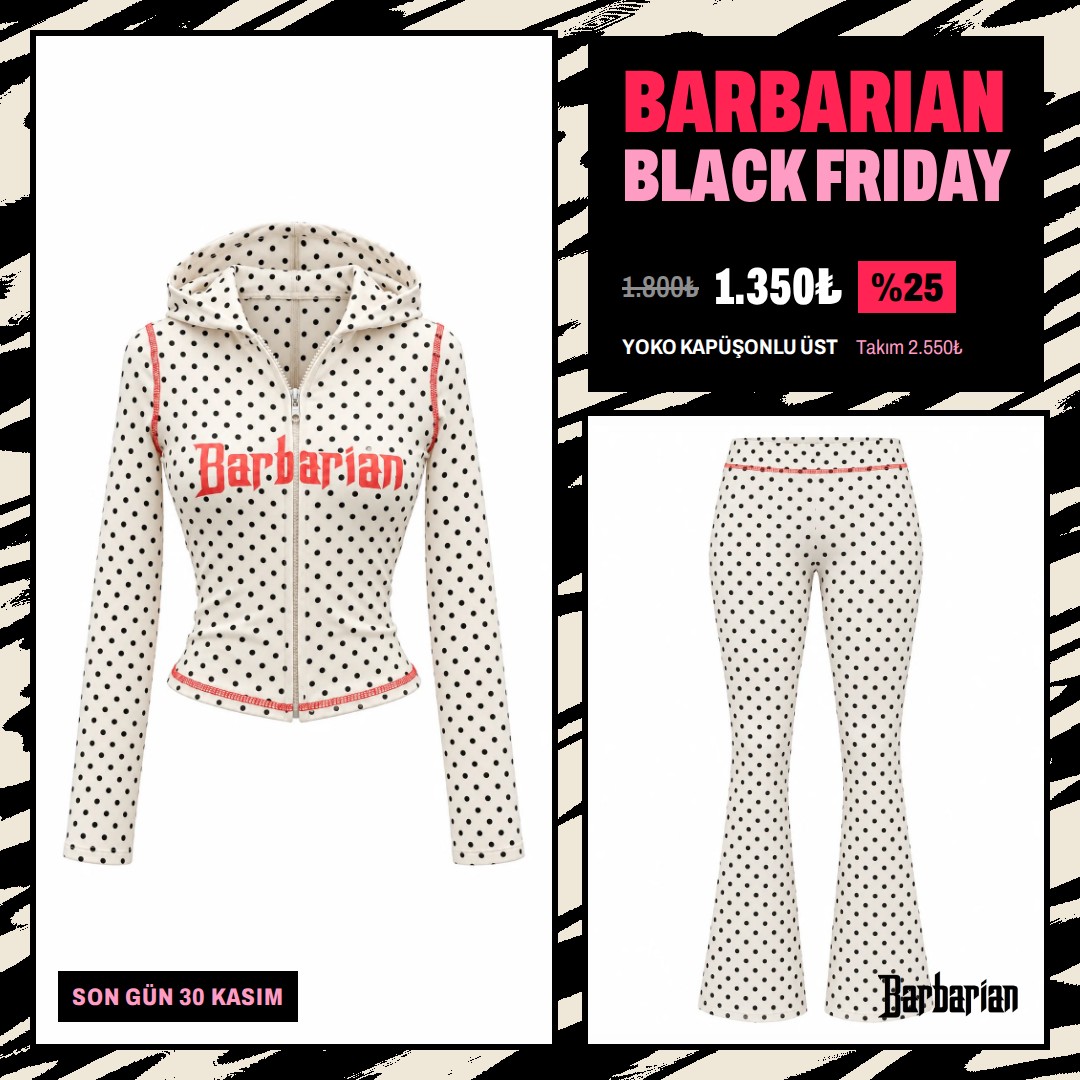 BARBARIAN
BLACK FRIDAY
1.800₺ 1.350₺ %25
YOKO KAPÜŞONLU ÜST Takım 2.550₺
Barbarian
SON GÜN 30 KASIM
Barbarian